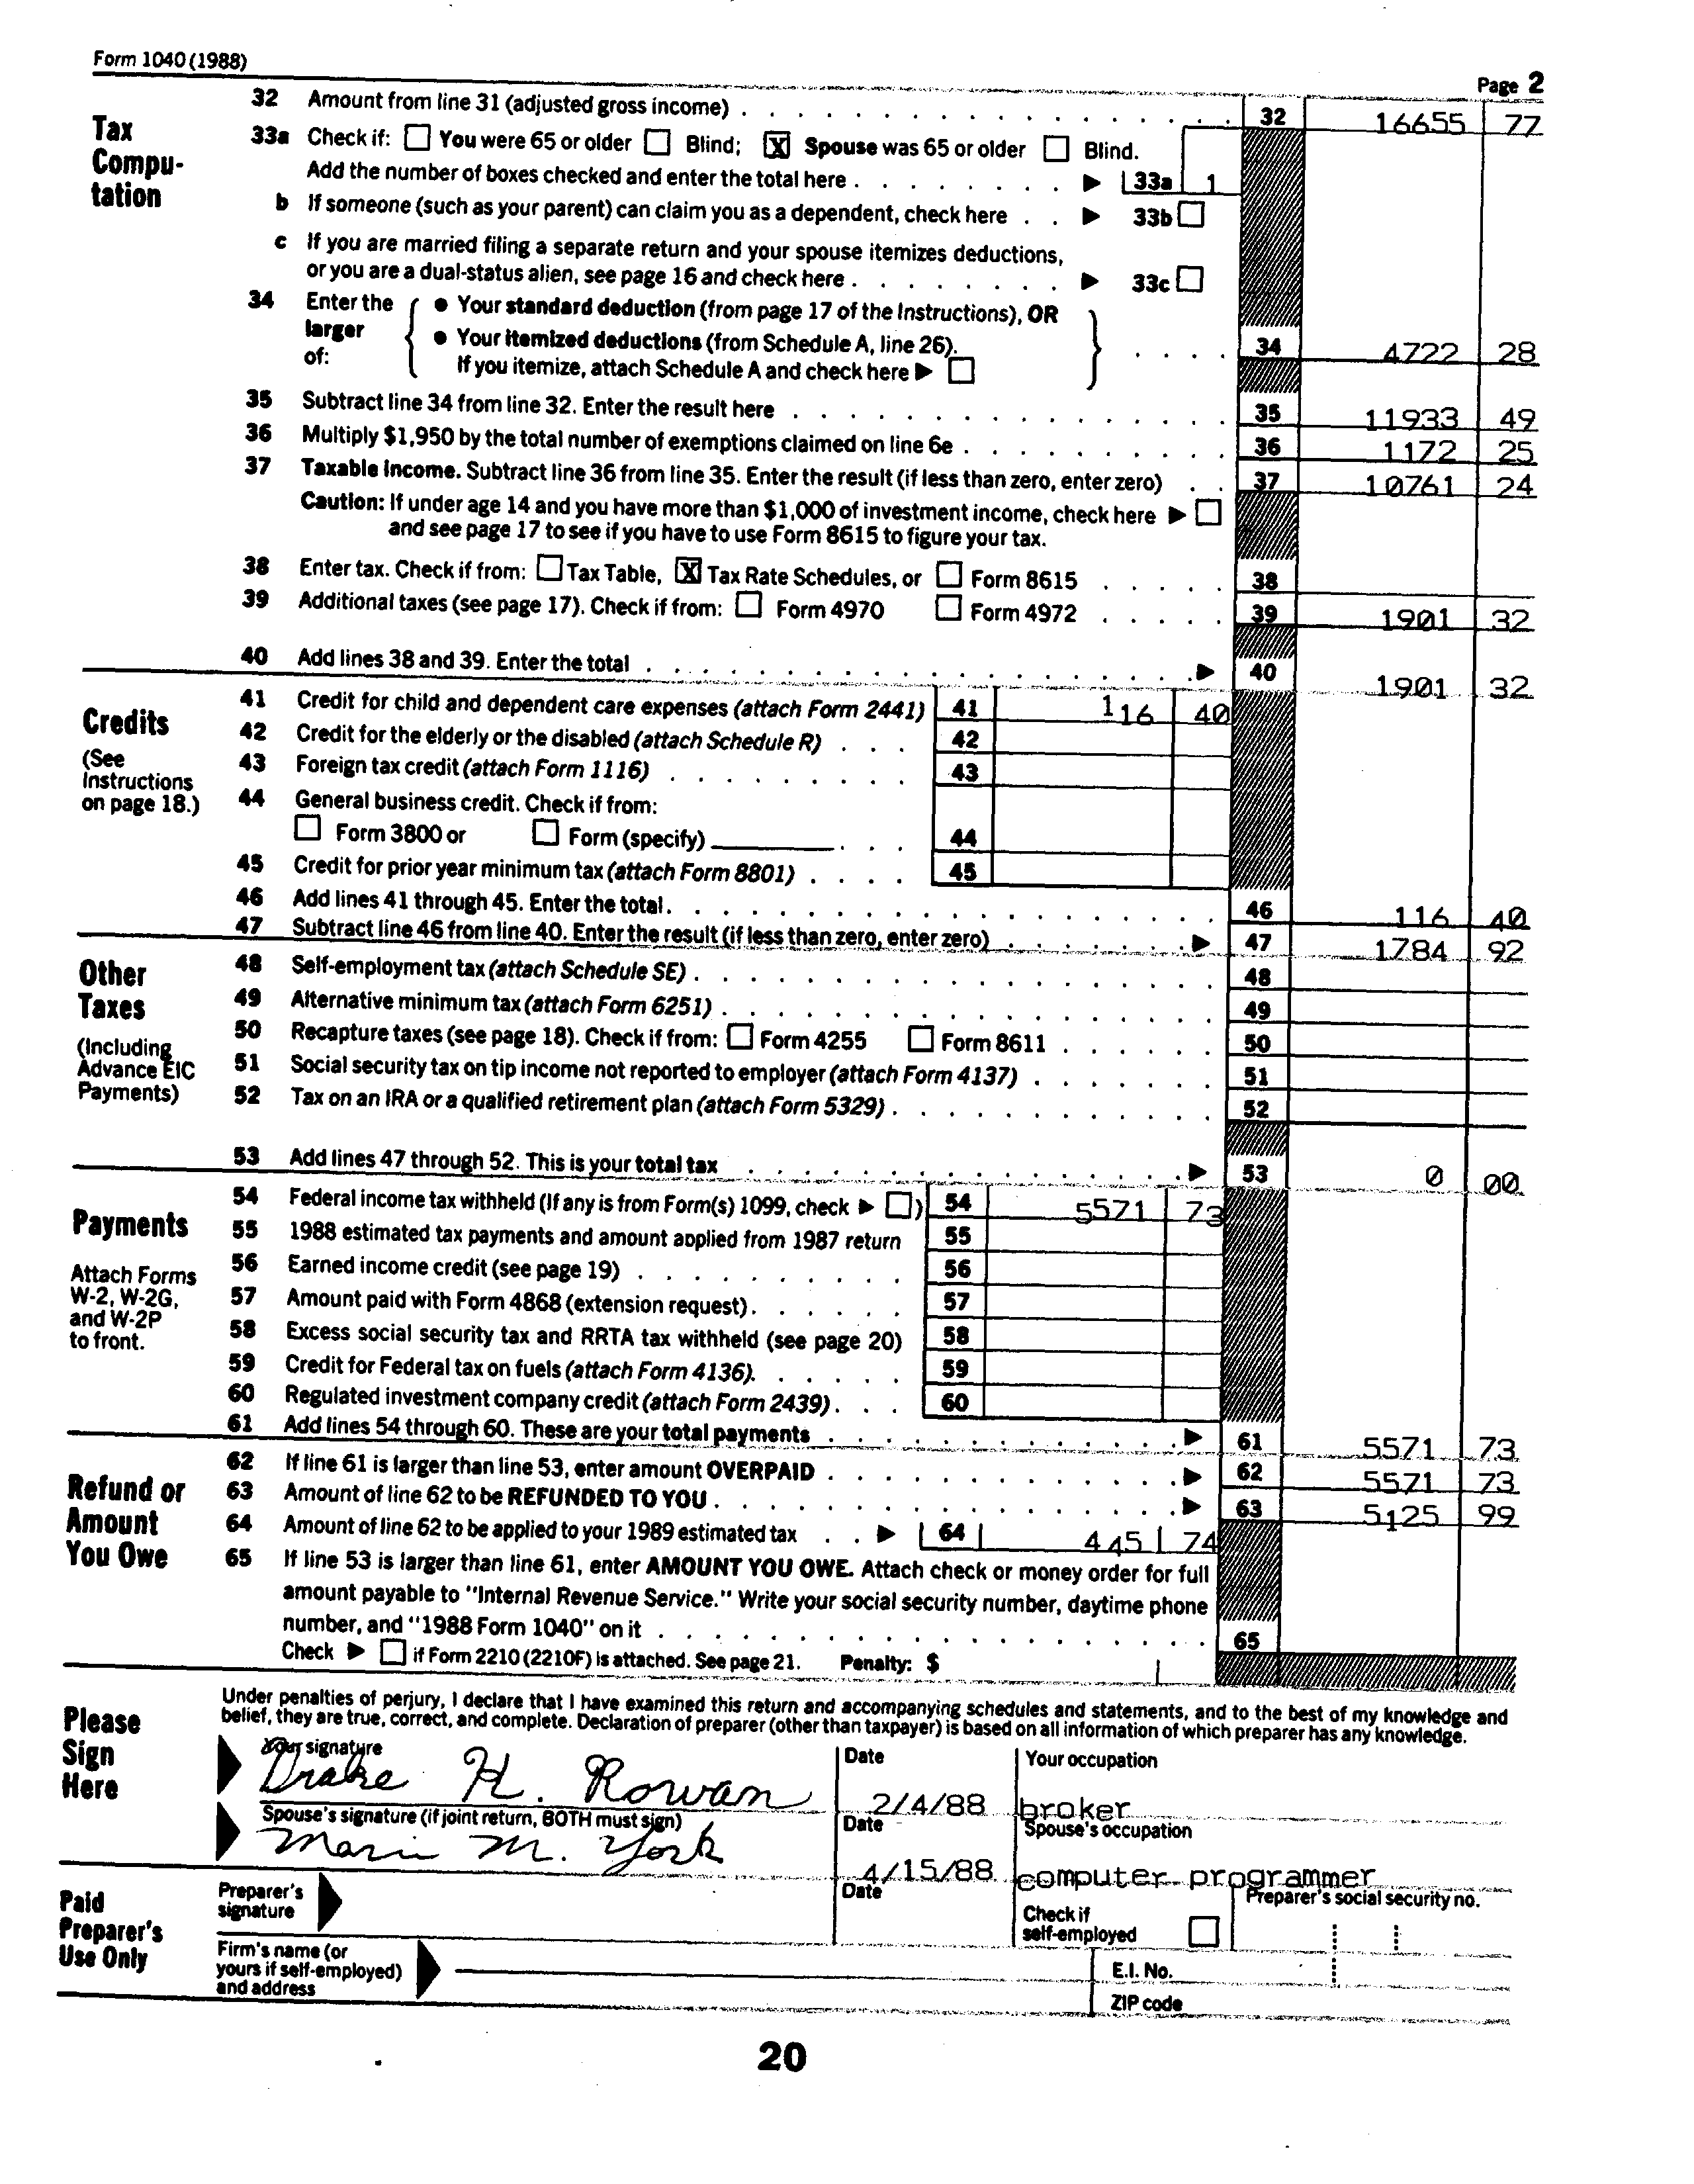 Form 1040 (1988)
Page 2
Tax Compu- tation
32 Amount from line 31 (adjusted gross income) . . . 32 16655 77
33a Check if: ☐ You were 65 or older ☐ Blind; ☒ Spouse was 65 or older ☐ Blind.
Add the number of boxes checked and enter the total here . . . ▶ 33a 1
b If someone (such as your parent) can claim you as a dependent, check here . . ▶ 33b ☐
c If you are married filing a separate return and your spouse itemizes deductions,
or you are a dual-status alien, see page 16 and check here . . . ▶ 33c ☐
34 Enter the larger of: { ● Your standard deduction (from page 17 of the Instructions), OR
● Your itemized deductions (from Schedule A, line 26).
If you itemize, attach Schedule A and check here ▶ ☐ } . . . . 34 4722 28
35 Subtract line 34 from line 32. Enter the result here . . . 35 11933 49
36 Multiply $1,950 by the total number of exemptions claimed on line 6e . . . 36 1172 25
37 Taxable income. Subtract line 36 from line 35. Enter the result (if less than zero, enter zero) . . 37 10761 24
Caution: If under age 14 and you have more than $1,000 of investment income, check here ▶ ☐
and see page 17 to see if you have to use Form 8615 to figure your tax.
38 Enter tax. Check if from: ☐ Tax Table, ☒ Tax Rate Schedules, or ☐ Form 8615 . . . . . 38
39 Additional taxes (see page 17). Check if from: ☐ Form 4970 ☐ Form 4972 . . . . . 39 1901 32
40 Add lines 38 and 39. Enter the total . . . ▶ 40 1901 32
Credits
(See Instructions on page 18.)
41 Credit for child and dependent care expenses (attach Form 2441) 41 116 40
42 Credit for the elderly or the disabled (attach Schedule R) . . . 42
43 Foreign tax credit (attach Form 1116) . . . 43
44 General business credit. Check if from:
☐ Form 3800 or ☐ Form (specify) . . . 44
45 Credit for prior year minimum tax (attach Form 8801) . . . . 45
46 Add lines 41 through 45. Enter the total . . . 46 116 40
47 Subtract line 46 from line 40. Enter the result (if less than zero, enter zero) . . . ▶ 47 1784 92
Other Taxes
(Including Advance EIC Payments)
48 Self-employment tax (attach Schedule SE) . . . 48
49 Alternative minimum tax (attach Form 6251) . . . 49
50 Recapture taxes (see page 18). Check if from: ☐ Form 4255 ☐ Form 8611 . . . 50
51 Social security tax on tip income not reported to employer (attach Form 4137) . . . 51
52 Tax on an IRA or a qualified retirement plan (attach Form 5329) . . . 52
53 Add lines 47 through 52. This is your total tax . . . ▶ 53 0 00
Payments
Attach Forms W-2, W-2G, and W-2P to front.
54 Federal income tax withheld (If any is from Form(s) 1099, check ▶ ☐) 54 5571 73
55 1988 estimated tax payments and amount applied from 1987 return 55
56 Earned income credit (see page 19) . . . 56
57 Amount paid with Form 4868 (extension request) . . . 57
58 Excess social security tax and RRTA tax withheld (see page 20) 58
59 Credit for Federal tax on fuels (attach Form 4136). . . . 59
60 Regulated investment company credit (attach Form 2439) . . . 60
61 Add lines 54 through 60. These are your total payments . . . ▶ 61 5571 73
Refund or Amount You Owe
62 If line 61 is larger than line 53, enter amount OVERPAID . . . ▶ 62 5571 73
63 Amount of line 62 to be REFUNDED TO YOU . . . ▶ 63 5125 99
64 Amount of line 62 to be applied to your 1989 estimated tax . . ▶ 64 445 74
65 If line 53 is larger than line 61, enter AMOUNT YOU OWE. Attach check or money order for full
amount payable to "Internal Revenue Service." Write your social security number, daytime phone
number, and "1988 Form 1040" on it . . . 65
Check ▶ ☐ if Form 2210 (2210F) is attached. See page 21. Penalty: $
Please Sign Here
Under penalties of perjury, I declare that I have examined this return and accompanying schedules and statements, and to the best of my knowledge and
belief, they are true, correct, and complete. Declaration of preparer (other than taxpayer) is based on all information of which preparer has any knowledge.
Your signature Date Your occupation
Drake H. Rowan 2/4/88 broker
Spouse's signature (if joint return, BOTH must sign) Date Spouse's occupation
Mari M. York 4/15/88 computer programmer
Paid Preparer's Use Only
Preparer's signature Date Check if self-employed ☐ Preparer's social security no.
Firm's name (or yours if self-employed) and address E.I. No.
ZIP code
20